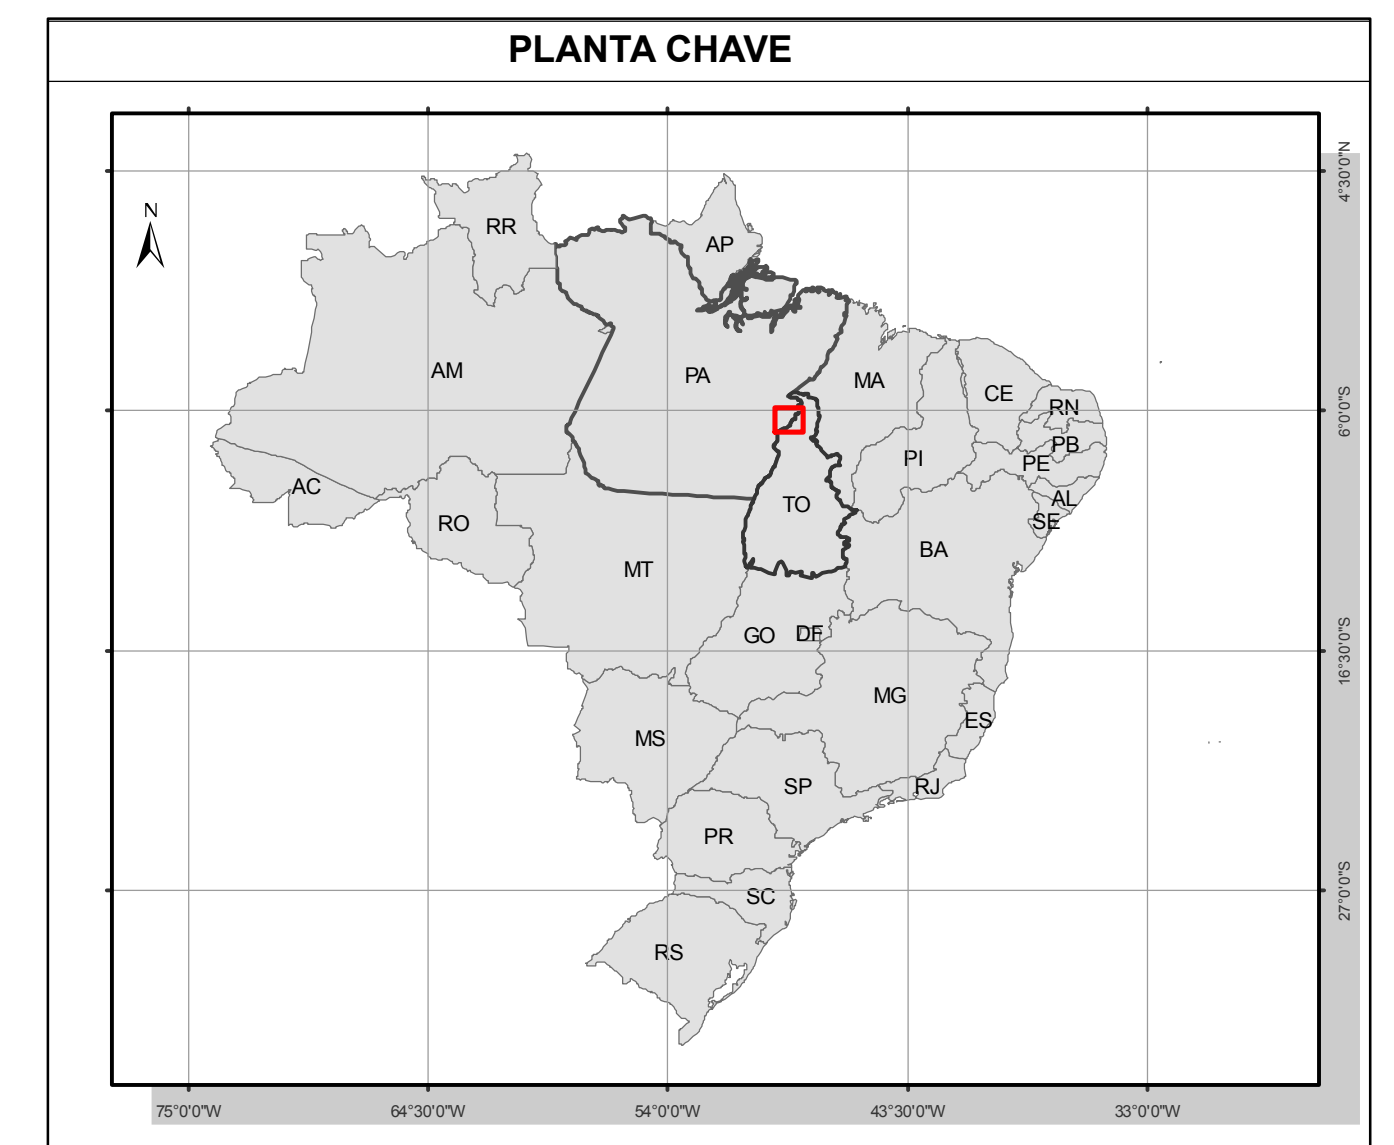 PLANTA CHAVE
4°30'0"N
N
RR
AP
AM
PA
MA
CE
RN
6°0'0"S
PB
PI
PE
AC
AL
TO
SE
RO
BA
MT
GO
DF
16°30'0"S
MG
ES
MS
SP
RJ
PR
27°0'0"S
SC
RS
75°0'0"W 64°30'0"W 54°0'0"W 43°30'0"W 33°0'0"W